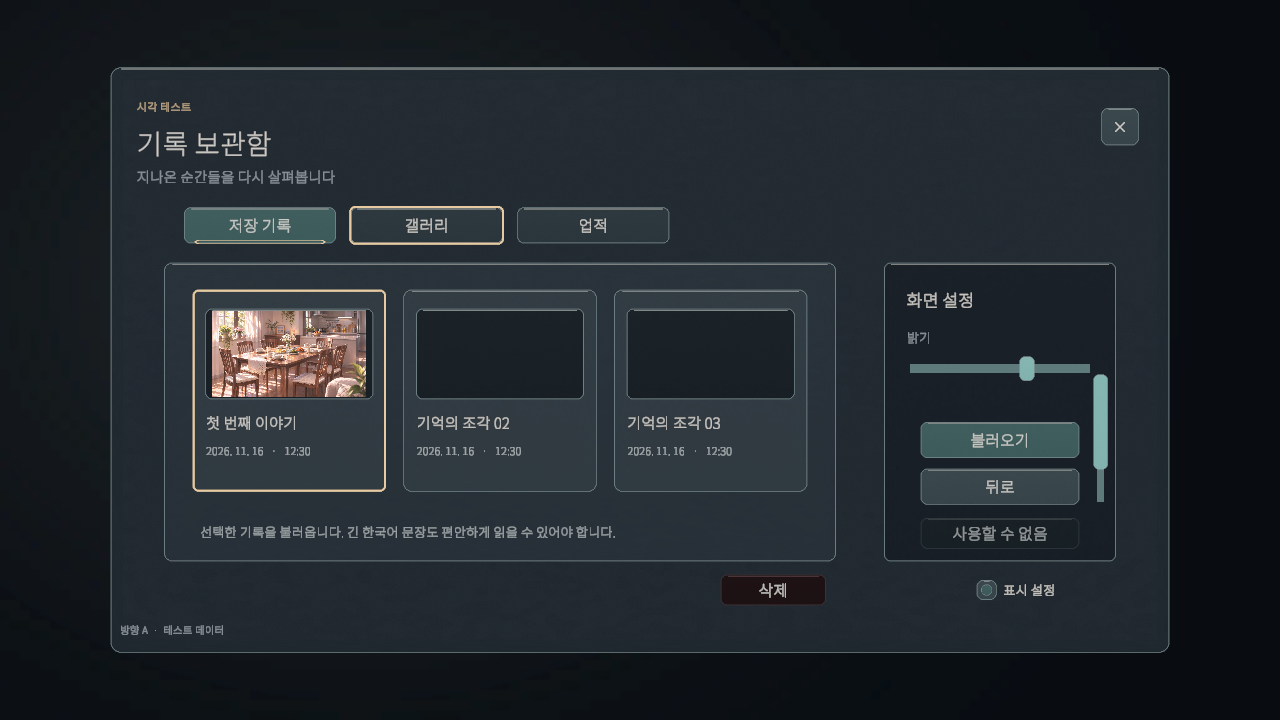 시각 테스트
기록 보관함
지나온 순간들을 다시 살펴봅니다
저장 기록
갤러리
업적
첫 번째 이야기
2026. 11. 16 · 12:30
기억의 조각 02
2026. 11. 16 · 12:30
기억의 조각 03
2026. 11. 16 · 12:30
선택한 기록을 불러옵니다. 긴 한국어 문장도 편안하게 읽을 수 있어야 합니다.
화면 설정
밝기
불러오기
뒤로
사용할 수 없음
삭제
표시 설정
방향 A · 테스트 데이터